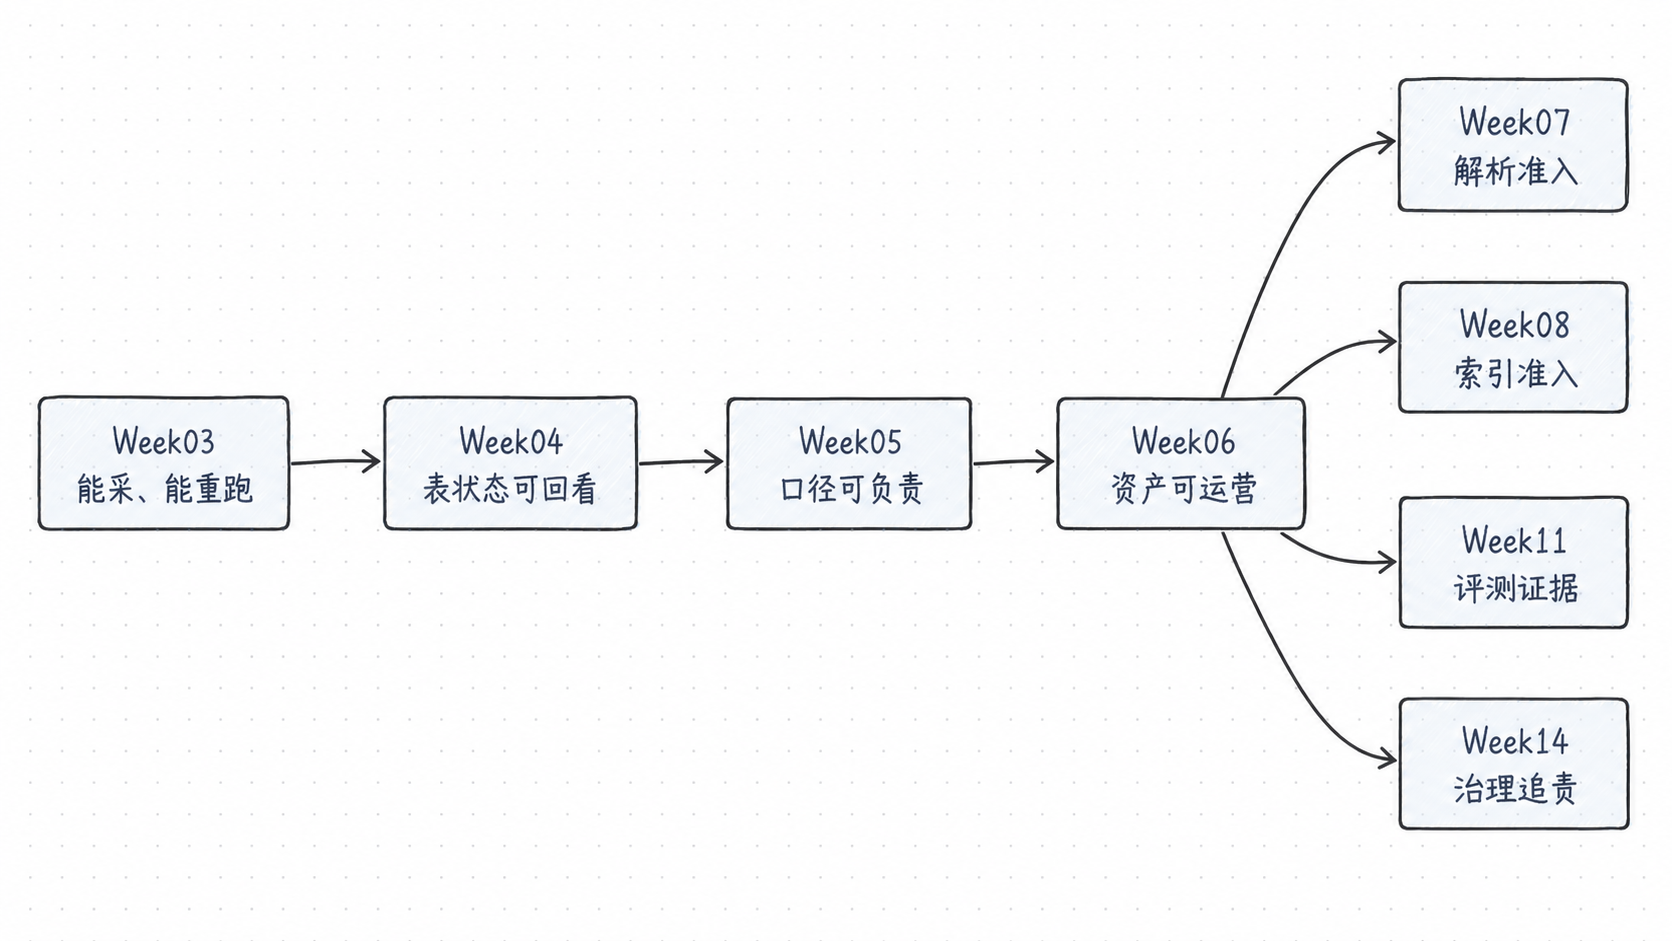 Week03
能采、能重跑
Week04
表状态可回看
Week05
口径可负责
Week06
资产可运营
Week07
解析准入
Week08
索引准入
Week11
评测证据
Week14
治理追责